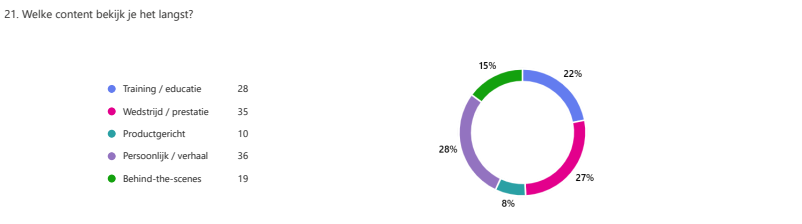 21. Welke content bekijk je het langst?
Training / educatie 28
Wedstrijd / prestatie 35
Productgericht 10
Persoonlijk / verhaal 36
Behind-the-scenes 19
15%
22%
28%
27%
8%